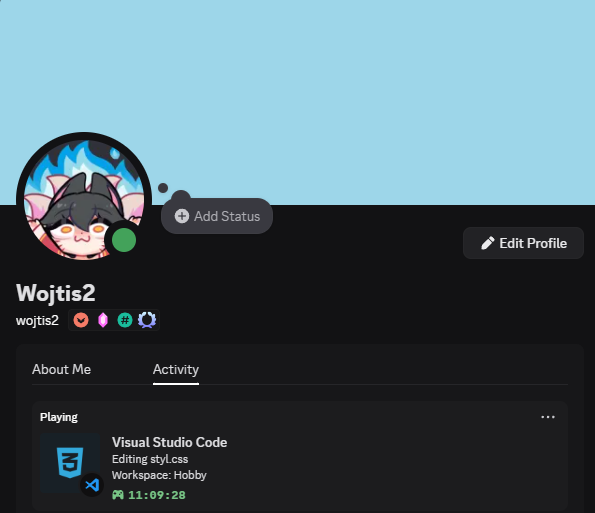 Add Status
Edit Profile
Wojtis2
wojtis2
#
About Me
Activity
Playing
...
Visual Studio Code
Editing styl.css
Workspace: Hobby
11:09:28